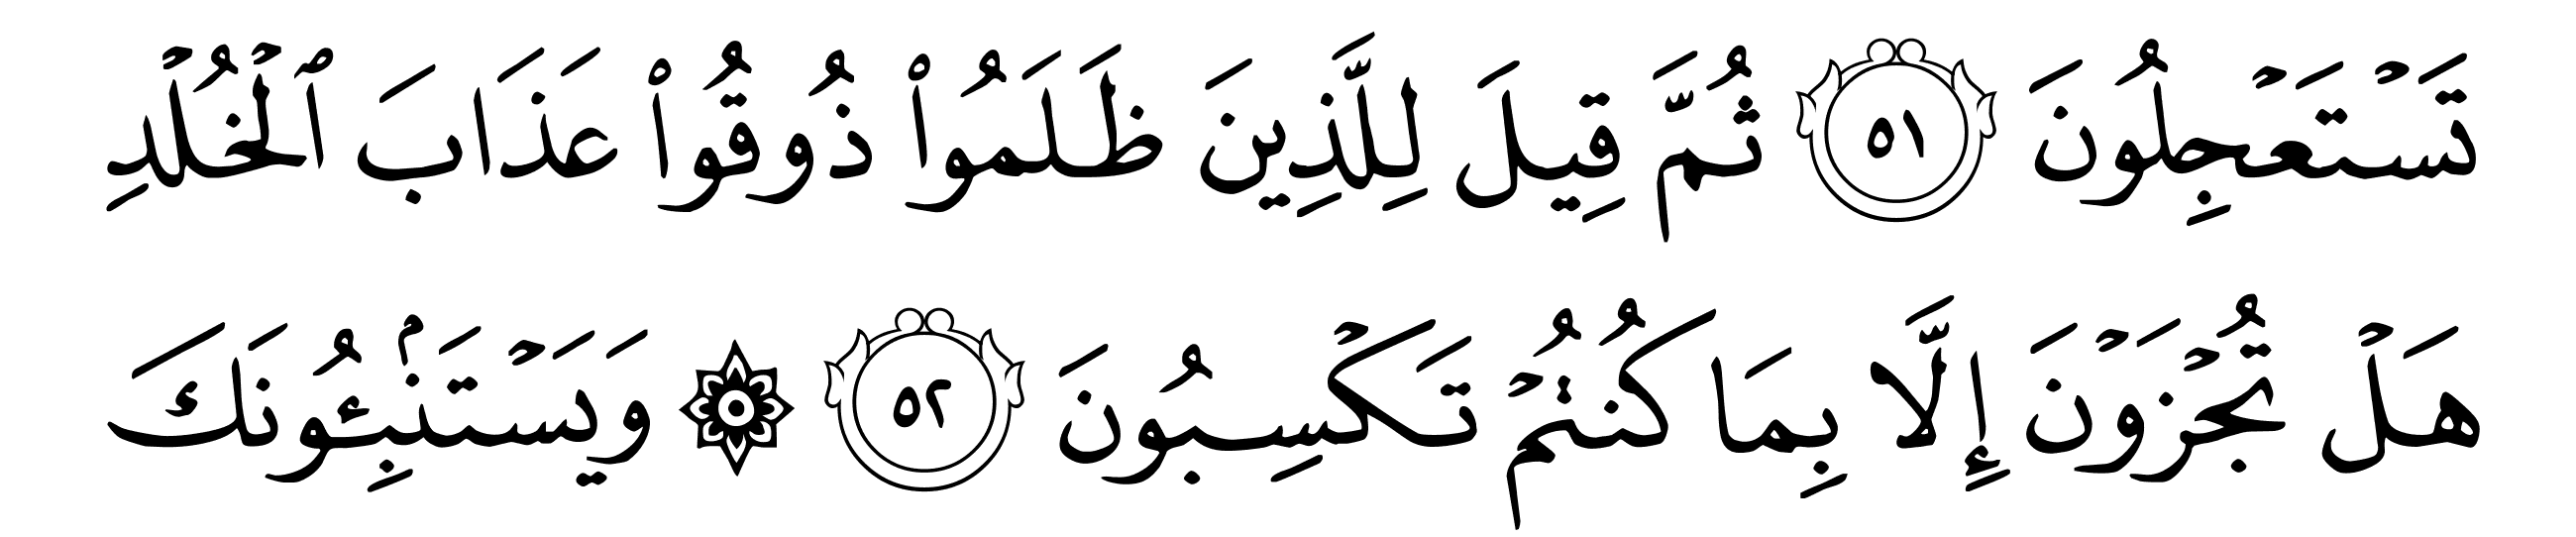 تَسۡتَعۡجِلُونَ ٥١ ثُمَّ قِيلَ لِلَّذِينَ ظَلَمُواْ ذُوقُواْ عَذَابَ ٱلۡخُلۡدِ
هَلۡ تُجۡزَوۡنَ إِلَّا بِمَا كُنتُمۡ تَكۡسِبُونَ ٥٢ ۞ وَيَسۡتَنۢبِـُٔونَكَ